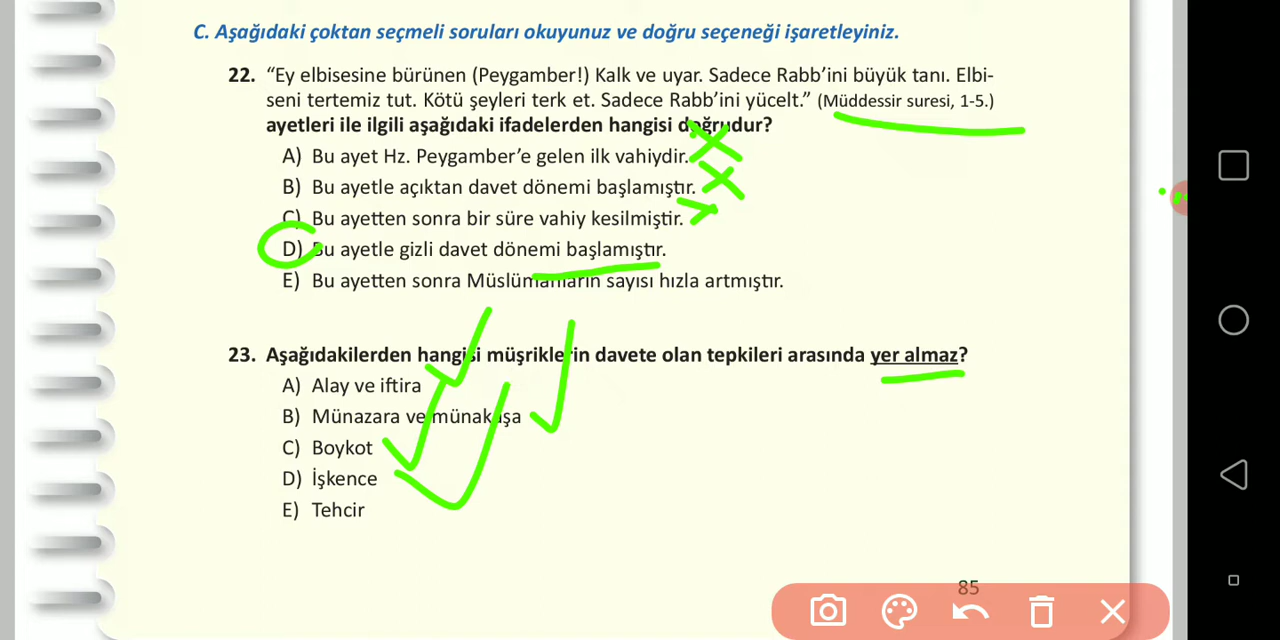 C. Aşağıdaki çoktan seçmeli soruları okuyunuz ve doğru seçeneği işaretleyiniz.
22. “Ey elbisesine bürünen (Peygamber!) Kalk ve uyar. Sadece Rabb’ini büyük tanı. Elbi-
seni tertemiz tut. Kötü şeyleri terk et. Sadece Rabb’ini yücelt.” (Müddessir suresi, 1-5.)
ayetleri ile ilgili aşağıdaki ifadelerden hangisi doğrudur?
A) Bu ayet Hz. Peygamber’e gelen ilk vahiydir.
B) Bu ayetle açıktan davet dönemi başlamıştır.
C) Bu ayetten sonra bir süre vahiy kesilmiştir.
D) Bu ayetle gizli davet dönemi başlamıştır.
E) Bu ayetten sonra Müslümanların sayısı hızla artmıştır.
23. Aşağıdakilerden hangisi müşriklerin davete olan tepkileri arasında yer almaz?
A) Alay ve iftira
B) Münazara ve münakaşa
C) Boykot
D) İşkence
E) Tehcir
85